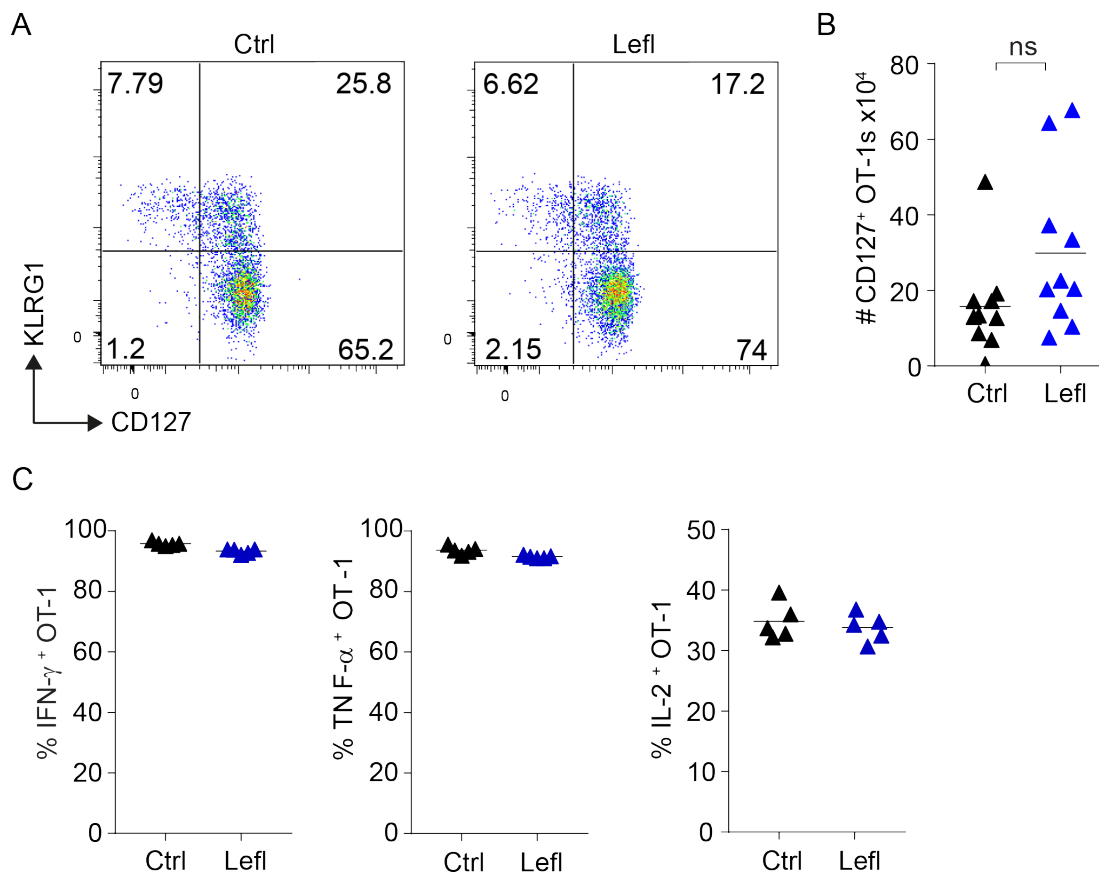 A
Ctrl
Lefl
7.79
25.8
1.2
65.2
6.62
17.2
2.15
74
0
0
0
0
KLRG1
CD127
B
ns
# CD127⁺ OT-1s x10⁴
80
60
40
20
0
Ctrl
Lefl
C
% IFN-γ ⁺ OT-1
100
80
60
40
20
0
Ctrl
Lefl
% TNF-α ⁺ OT-1
100
80
60
40
20
0
Ctrl
Lefl
% IL-2 ⁺ OT-1
50
40
30
20
10
0
Ctrl
Lefl